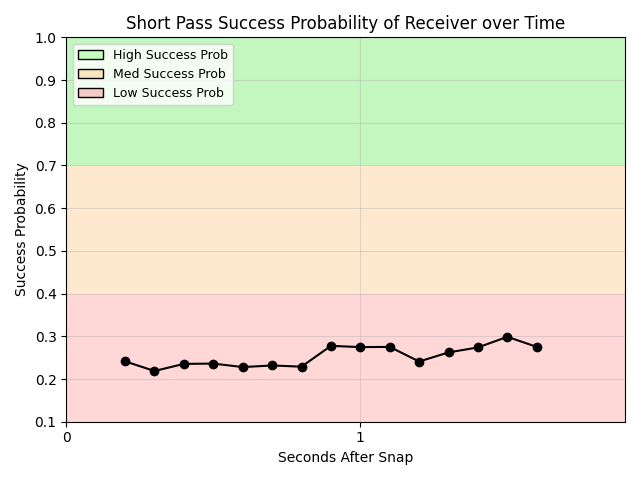 Short Pass Success Probability of Receiver over Time
High Success Prob
Med Success Prob
Low Success Prob
Success Probability
1.0
0.9
0.8
0.7
0.6
0.5
0.4
0.3
0.2
0.1
0
1
Seconds After Snap